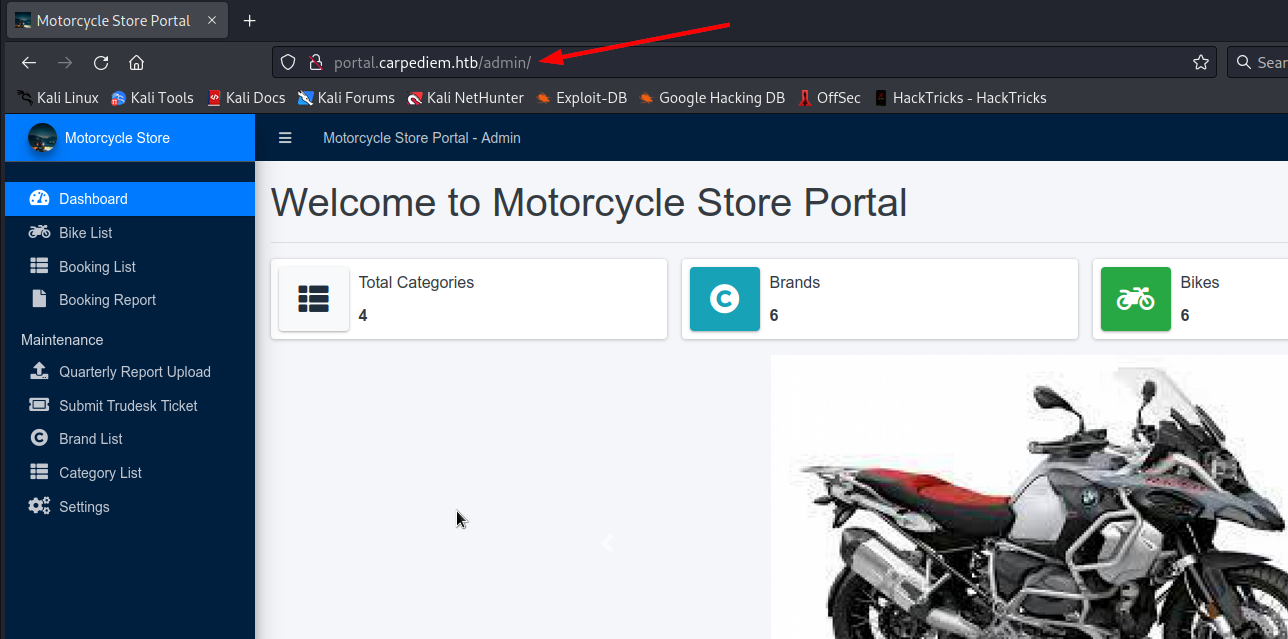 Motorcycle Store Portal
portal.carpediem.htb/admin/
Kali Linux Kali Tools Kali Docs Kali Forums Kali NetHunter Exploit-DB Google Hacking DB OffSec HackTricks - HackTricks
Motorcycle Store
Motorcycle Store Portal - Admin
Dashboard
Bike List
Booking List
Booking Report
Maintenance
Quarterly Report Upload
Submit Trudesk Ticket
Brand List
Category List
Settings
Welcome to Motorcycle Store Portal
Total Categories
4
Brands
6
Bikes
6